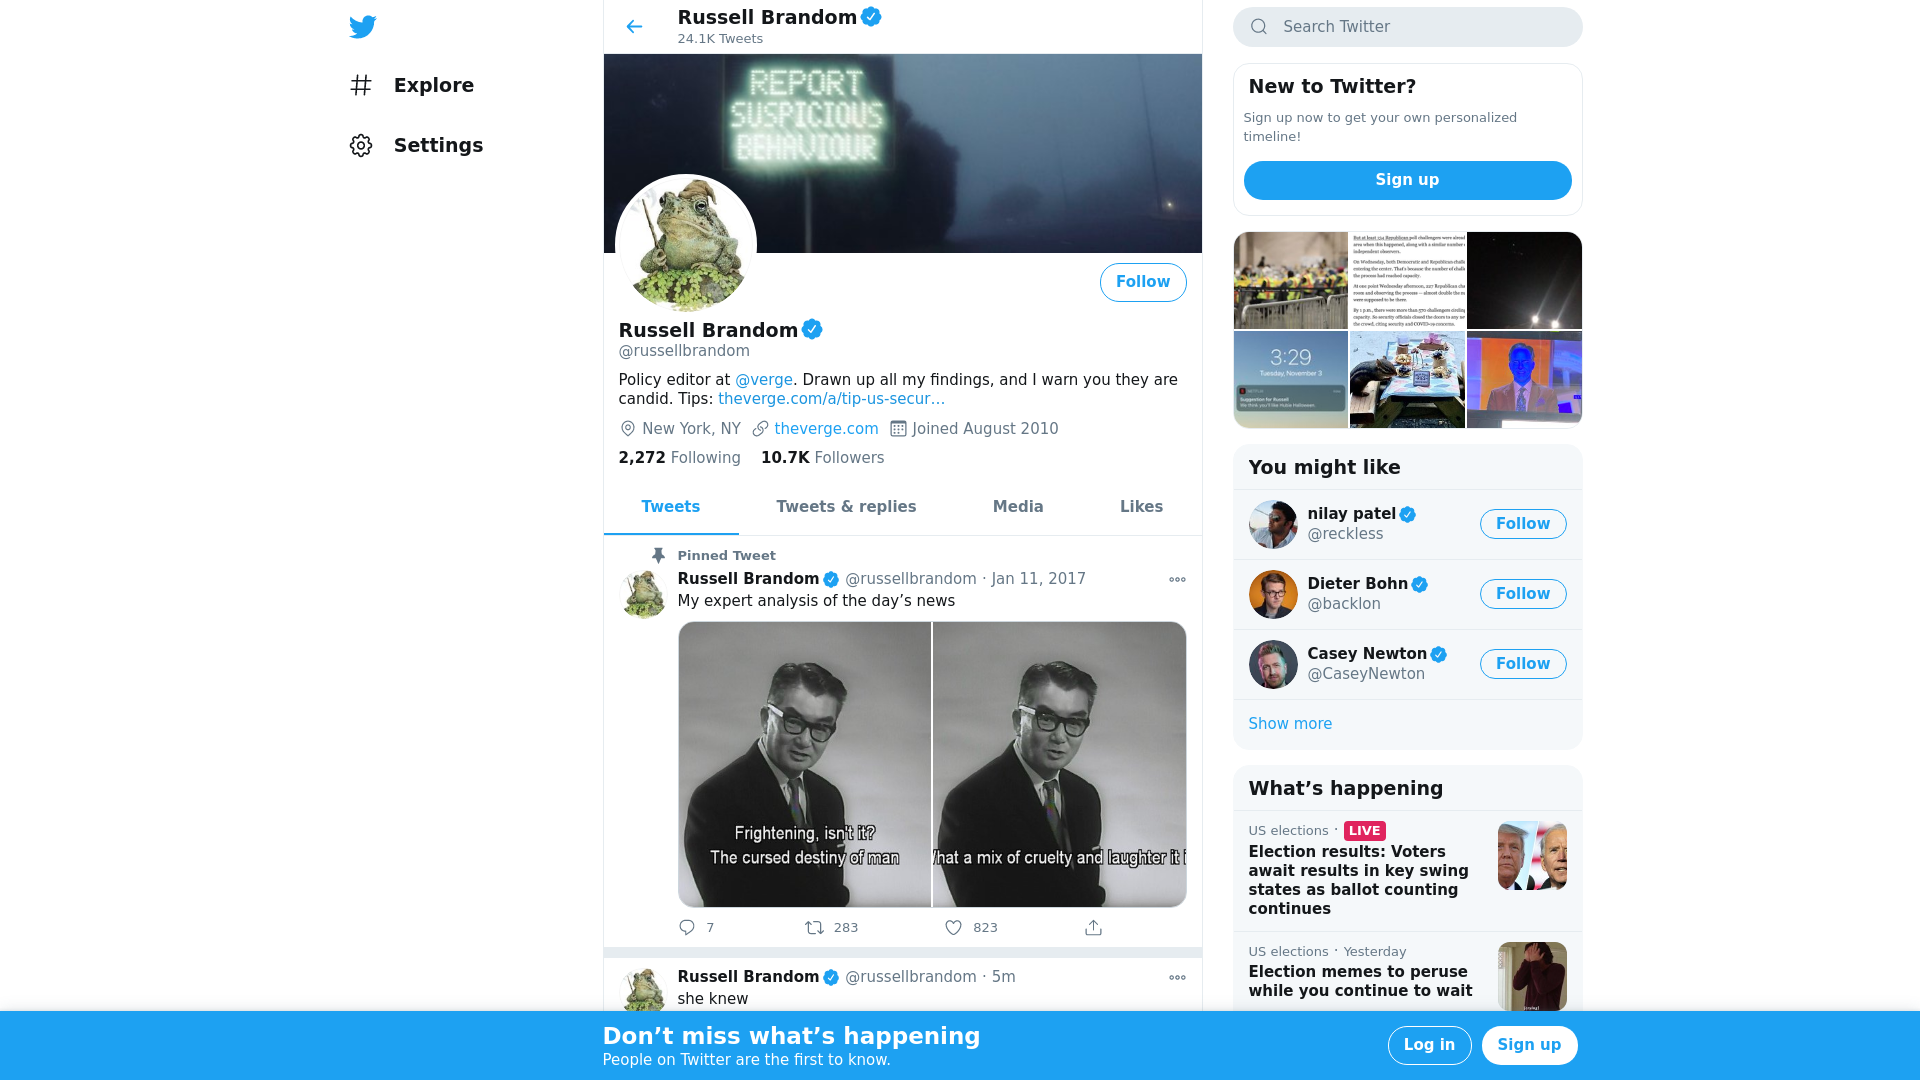 Explore
Settings
Russell Brandom
24.1K Tweets
REPORT
SUSPICIOUS
BEHAVIOUR
Follow
Russell Brandom
@russellbrandom
Policy editor at @verge. Drawn up all my findings, and I warn you they are
candid. Tips: theverge.com/a/tip-us-secur…
New York, NY theverge.com Joined August 2010
2,272 Following 10.7K Followers
Tweets Tweets & replies Media Likes
Pinned Tweet
Russell Brandom @russellbrandom · Jan 11, 2017
My expert analysis of the day’s news
Frightening, isn't it?
The cursed destiny of man
hat a mix of cruelty and laughter it i
7 283 823
Russell Brandom @russellbrandom · 5m
she knew
Search Twitter
New to Twitter?
Sign up now to get your own personalized
timeline!
Sign up
3:29
Tuesday, November 3
You might like
nilay patel
@reckless
Follow
Dieter Bohn
@backlon
Follow
Casey Newton
@CaseyNewton
Follow
Show more
What’s happening
US elections · LIVE
Election results: Voters
await results in key swing
states as ballot counting
continues
US elections · Yesterday
Election memes to peruse
while you continue to wait
Don’t miss what’s happening
People on Twitter are the first to know.
Log in
Sign up